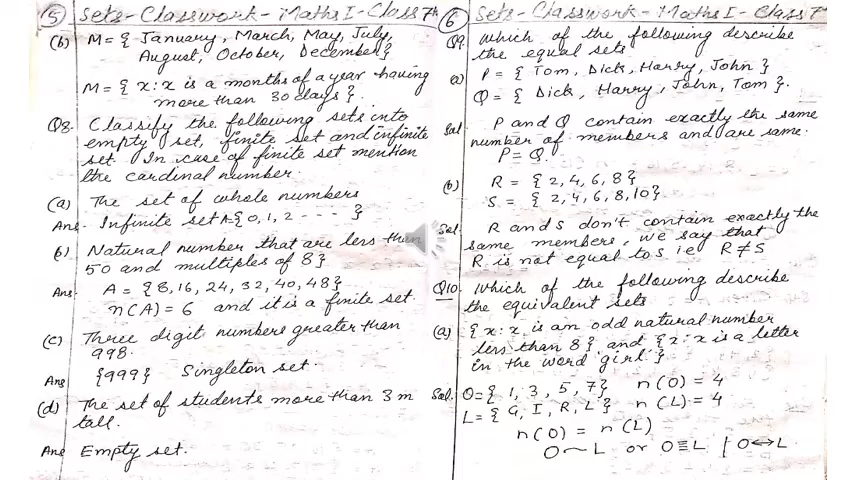 5 Sets-Classwork-Maths I-Class 7th
(b) M = { January, March, May, July,
August, October, December}
M = { x : x is a months of a year having
more than 30 days}.
Q8. Classify the following sets into
empty set, finite set and infinite
set. In case of finite set mention
the cardinal number.
(a) The set of whole numbers
Ans. Infinite set A={0, 1, 2 ---- }
b) Natural number that are less than
50 and multiples of 8}
Ans. A = {8, 16, 24, 32, 40, 48}
n(A) = 6 and it is a finite set.
(c) Three digit numbers greater than
998.
Ans {999} Singleton set.
(d) The set of students more than 3 m
tall.
Ans Empty set.
6 Sets-Classwork-Maths I-Class 7th
Q9. Which of the following describe
the equal sets
(a) P = { Tom, Dick, Harry, John }
Q = { Dick, Harry, John, Tom }.
Sol. P and Q contain exactly the same
number of members and are same.
P = Q.
(b) R = { 2, 4, 6, 8}
S = { 2, 4, 6, 8, 10}.
Sol. R and S don't contain exactly the
same members, we say that
R is not equal to S i.e. R ≠ S
Q10. Which of the following describe
the equivalent sets
(a) { x : x is an odd natural number
less than 8} and { x : x is a letter
in the word girl }
Sol. O = { 1, 3, 5, 7} n(O) = 4
L = { G, I, R, L } n(L) = 4
n(O) = n(L)
O ~ L or O ≡ L | O ↔ L